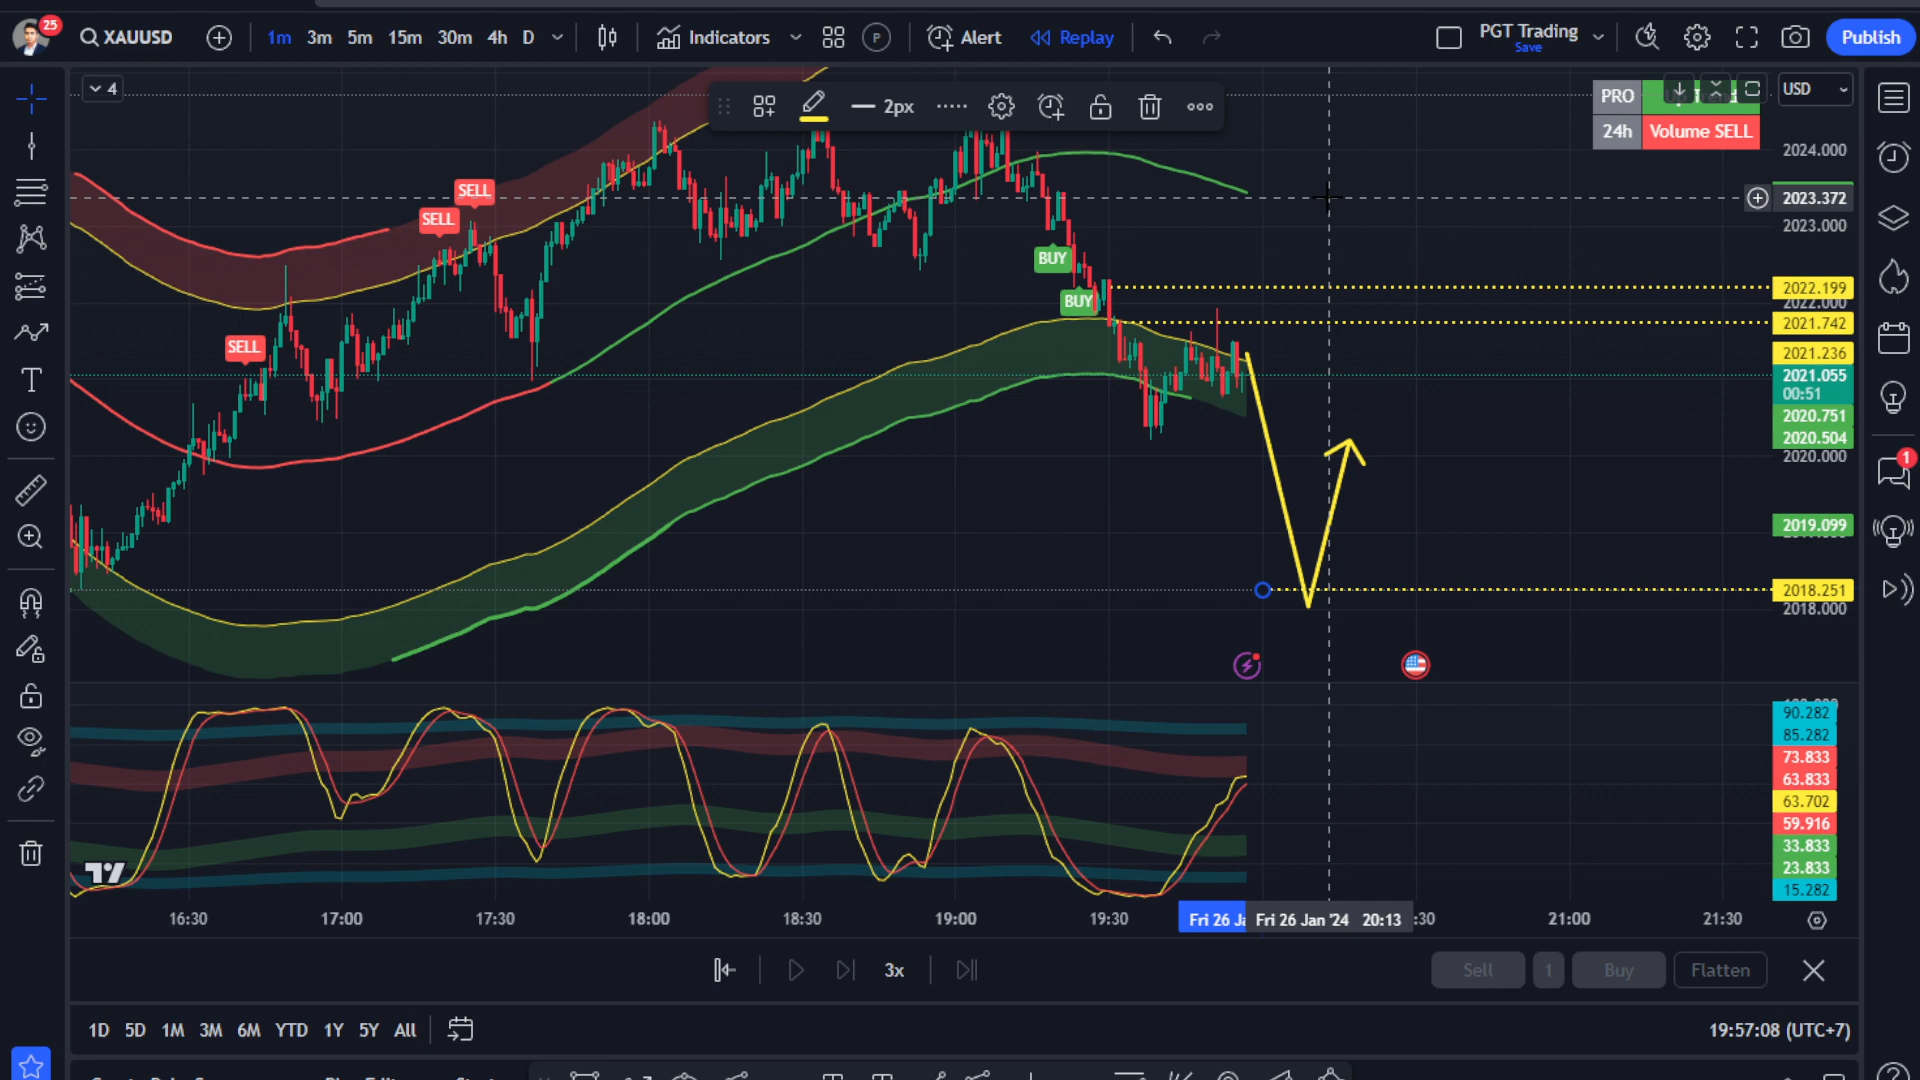 25
XAUUSD
1m 3m 5m 15m 30m 4h D
Indicators
P
Alert
Replay
PGT Trading
Save
Publish
4
2px
PRO
24h Volume SELL
USD
2024.000
2023.372
2023.000
2022.199
2022.000
2021.742
2021.236
2021.055
00:51
2020.751
2020.504
2020.000
2019.099
2018.251
2018.000
SELL
SELL
SELL
BUY
BUY
1
90.282
85.282
73.833
63.833
63.702
59.916
33.833
23.833
15.282
16:30 17:00 17:30 18:00 18:30 19:00 19:30 Fri 26 Ja Fri 26 Jan '24 20:13 :30 21:00 21:30
3x
Sell 1 Buy Flatten
1D 5D 1M 3M 6M YTD 1Y 5Y All
19:57:08 (UTC+7)